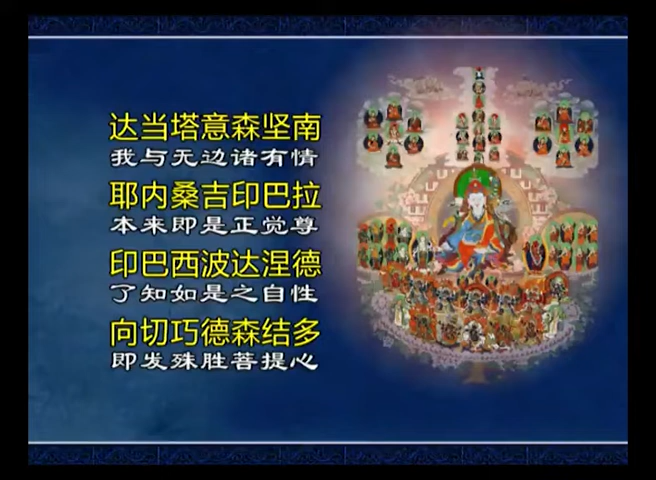 达当塔意森坚南
我与无边诸有情
耶内桑吉印巴拉
本来即是正觉尊
印巴西波达涅德
了知如是之自性
向切巧德森结多
即发殊胜菩提心